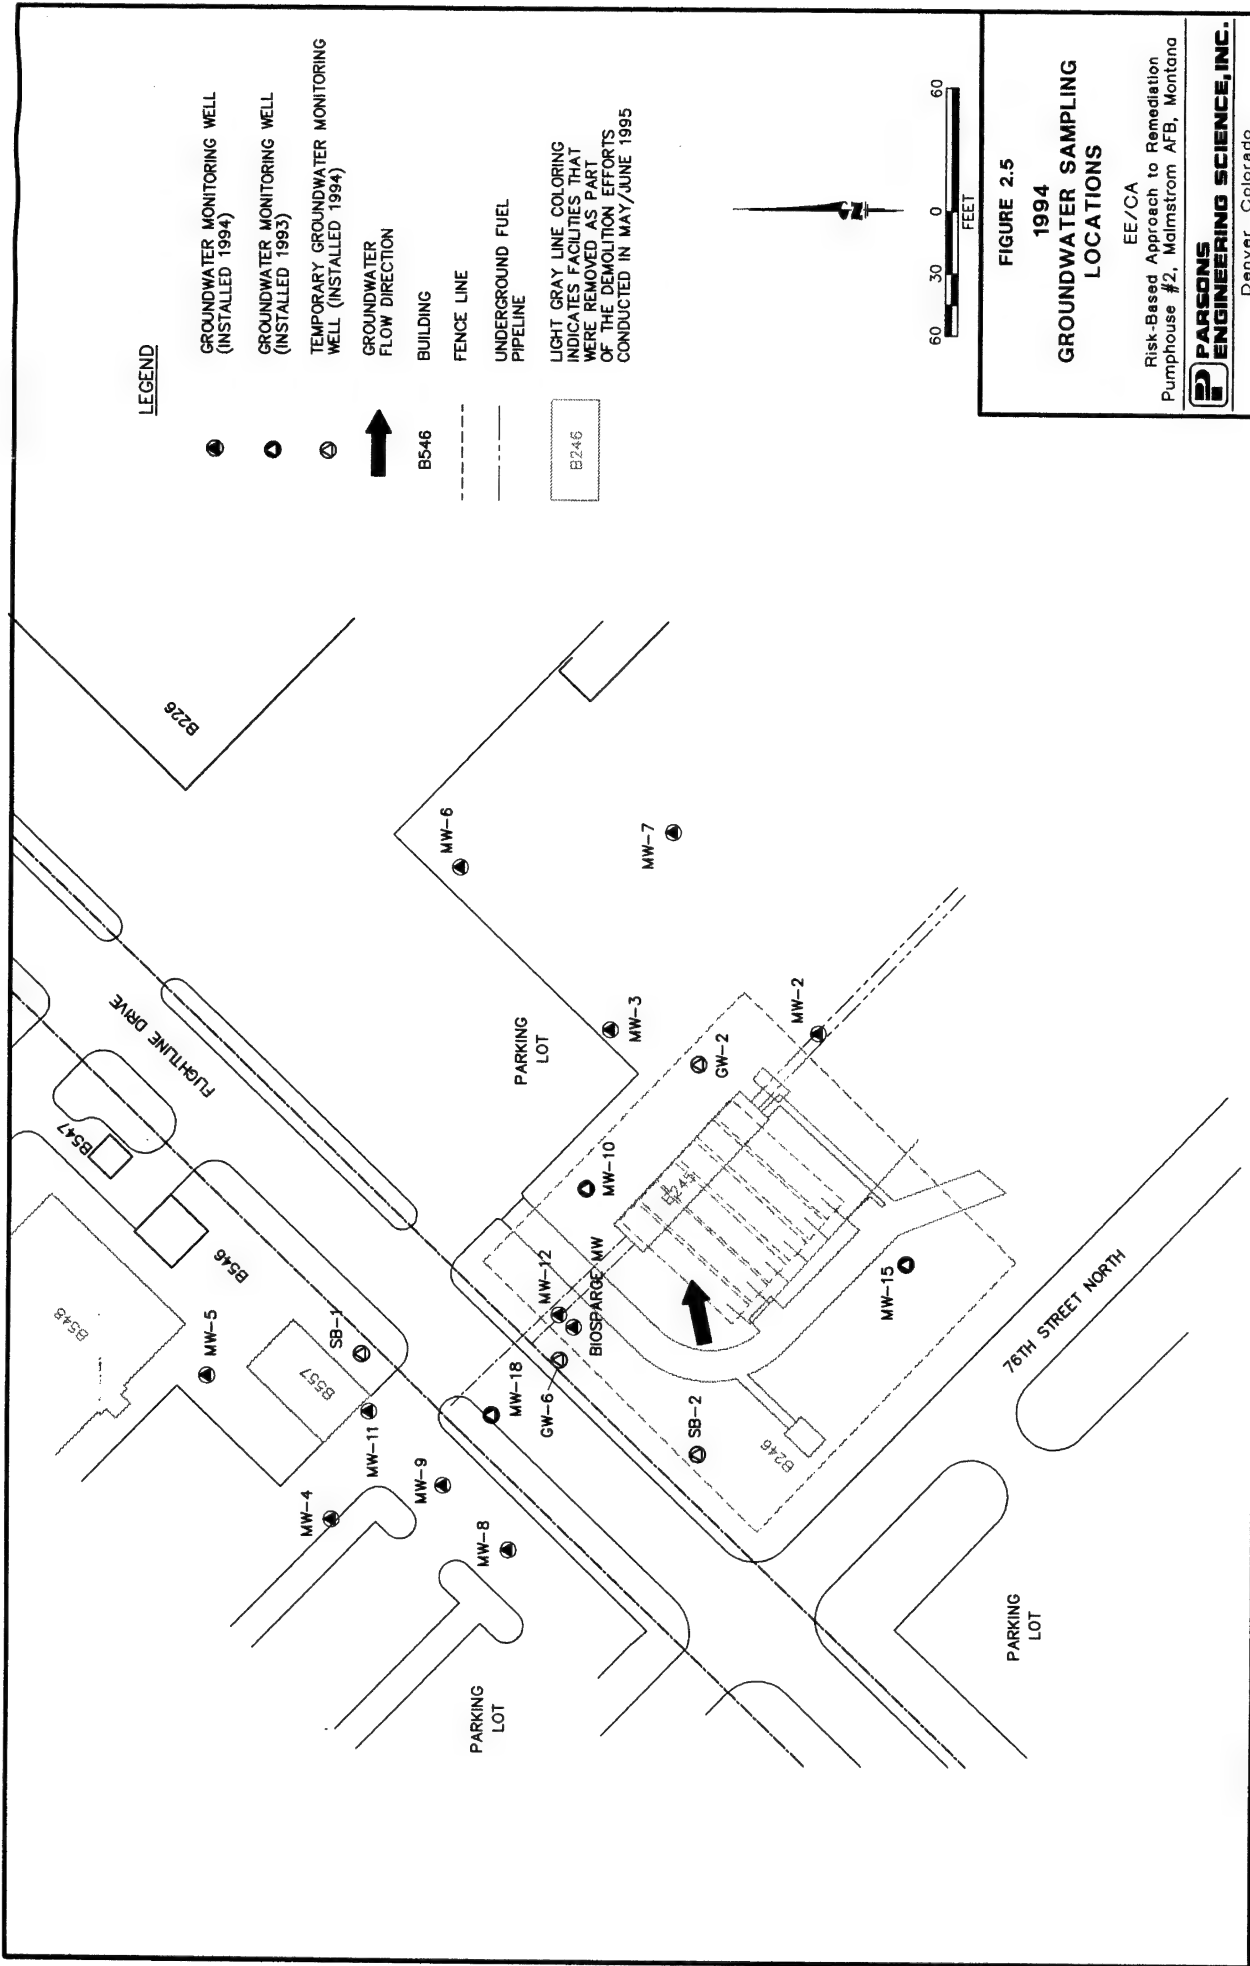 LEGEND
GROUNDWATER MONITORING WELL
(INSTALLED 1994)
GROUNDWATER MONITORING WELL
(INSTALLED 1993)
TEMPORARY GROUNDWATER MONITORING
WELL (INSTALLED 1994)
GROUNDWATER
FLOW DIRECTION
B546
BUILDING
FENCE LINE
UNDERGROUND FUEL
PIPELINE
B246
LIGHT GRAY LINE COLORING
INDICATES FACILITIES THAT
WERE REMOVED AS PART
OF THE DEMOLITION EFFORTS
CONDUCTED IN MAY/JUNE 1995
N
60 30 0 60
FEET
FIGURE 2.5
1994
GROUNDWATER SAMPLING
LOCATIONS
EE/CA
Risk-Based Approach to Remediation
Pumphouse #2, Malmstrom AFB, Montana
PARSONS
ENGINEERING SCIENCE, INC.
Denver, Colorado
B226
FLIGHTLINE DRIVE
B547
B546
B548
MW-5
SB-1
B557
MW-11
MW-4
MW-9
MW-8
PARKING
LOT
MW-6
MW-7
PARKING
LOT
MW-3
MW-2
GW-2
MW-10
B245
MW-12
BIOSPARGE MW
MW-18
GW-6
SB-2
B246
MW-15
76TH STREET NORTH
PARKING
LOT